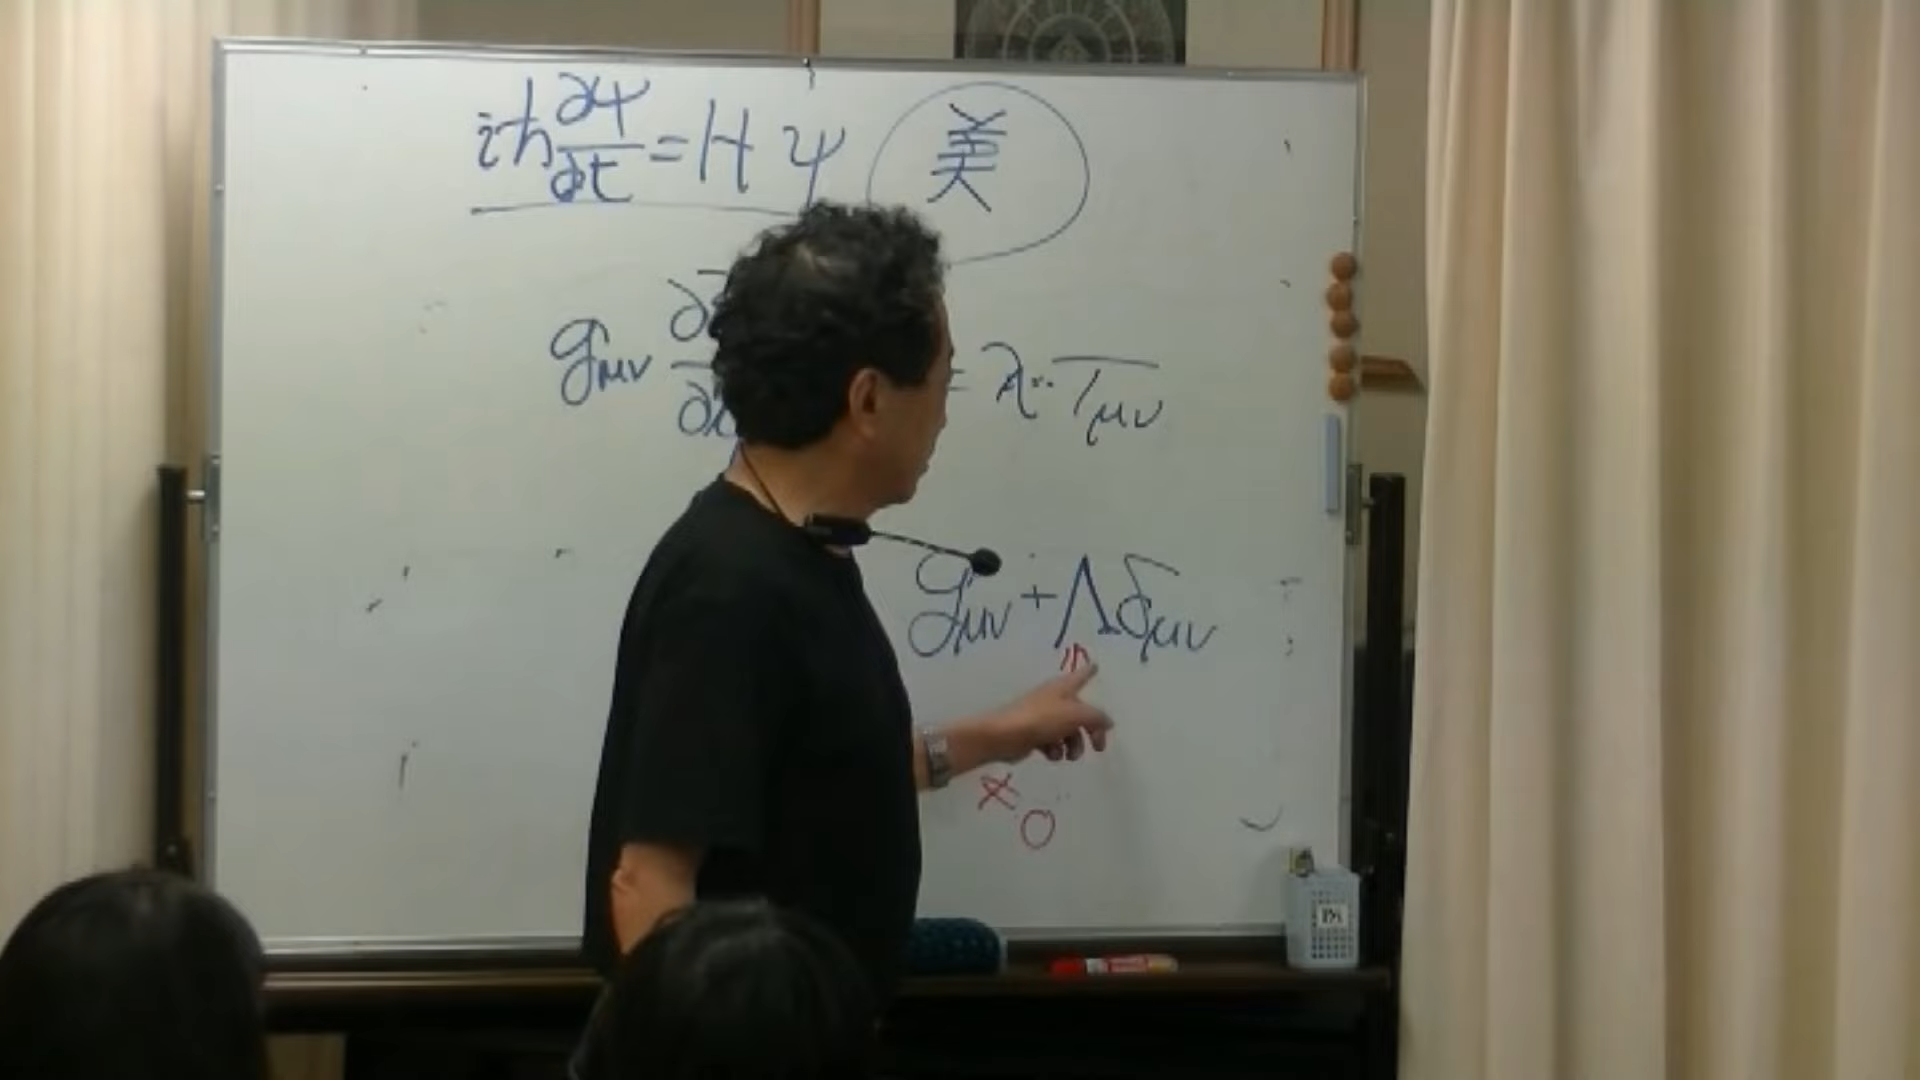 iℏ ∂ψ/∂t = Hψ 美
gμν ∂ ∂ = λ·Tμν
gμν + Λδμν
0